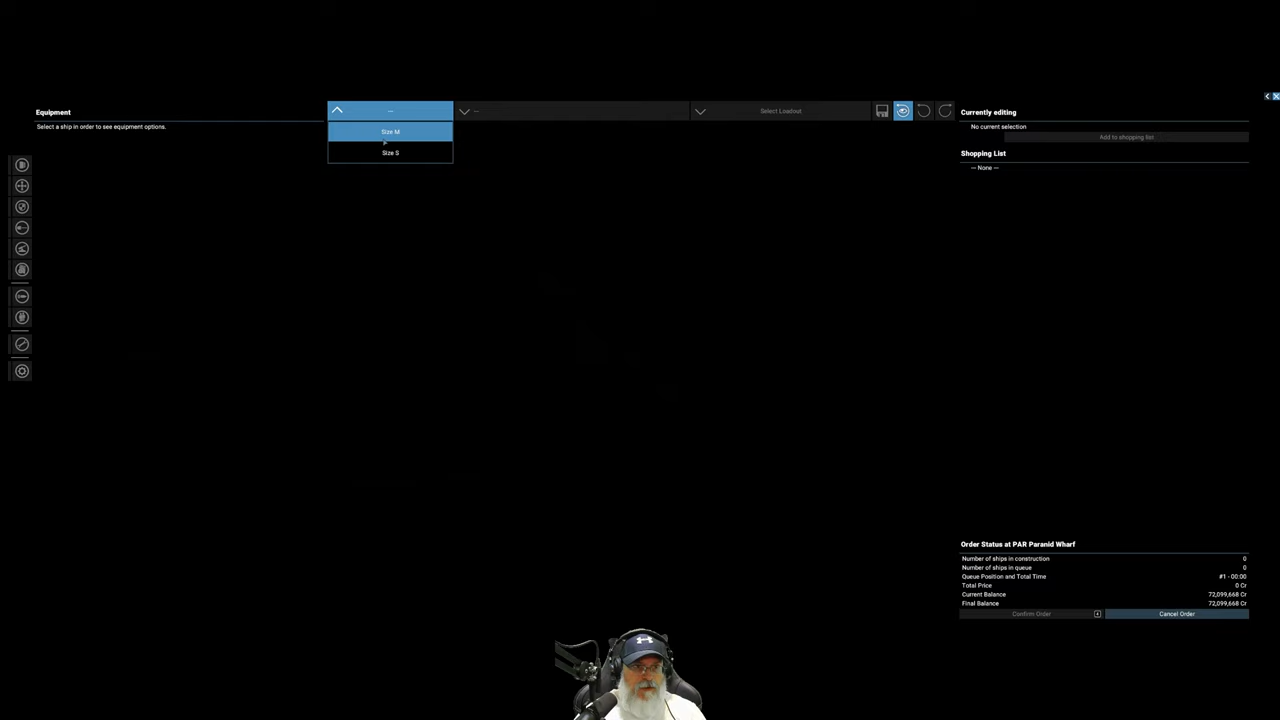 Equipment
Select a ship in order to see equipment options.
--
Size M
Size S
--
Select Loadout
Currently editing
No current selection
Add to shopping list
Shopping List
— None —
Order Status at PAR Paranid Wharf
Number of ships in construction 0
Number of ships in queue 0
Queue Position and Total Time #1 - 00:00
Total Price 0 Cr
Current Balance 72,099,668 Cr
Final Balance 72,099,668 Cr
Confirm Order
Cancel Order